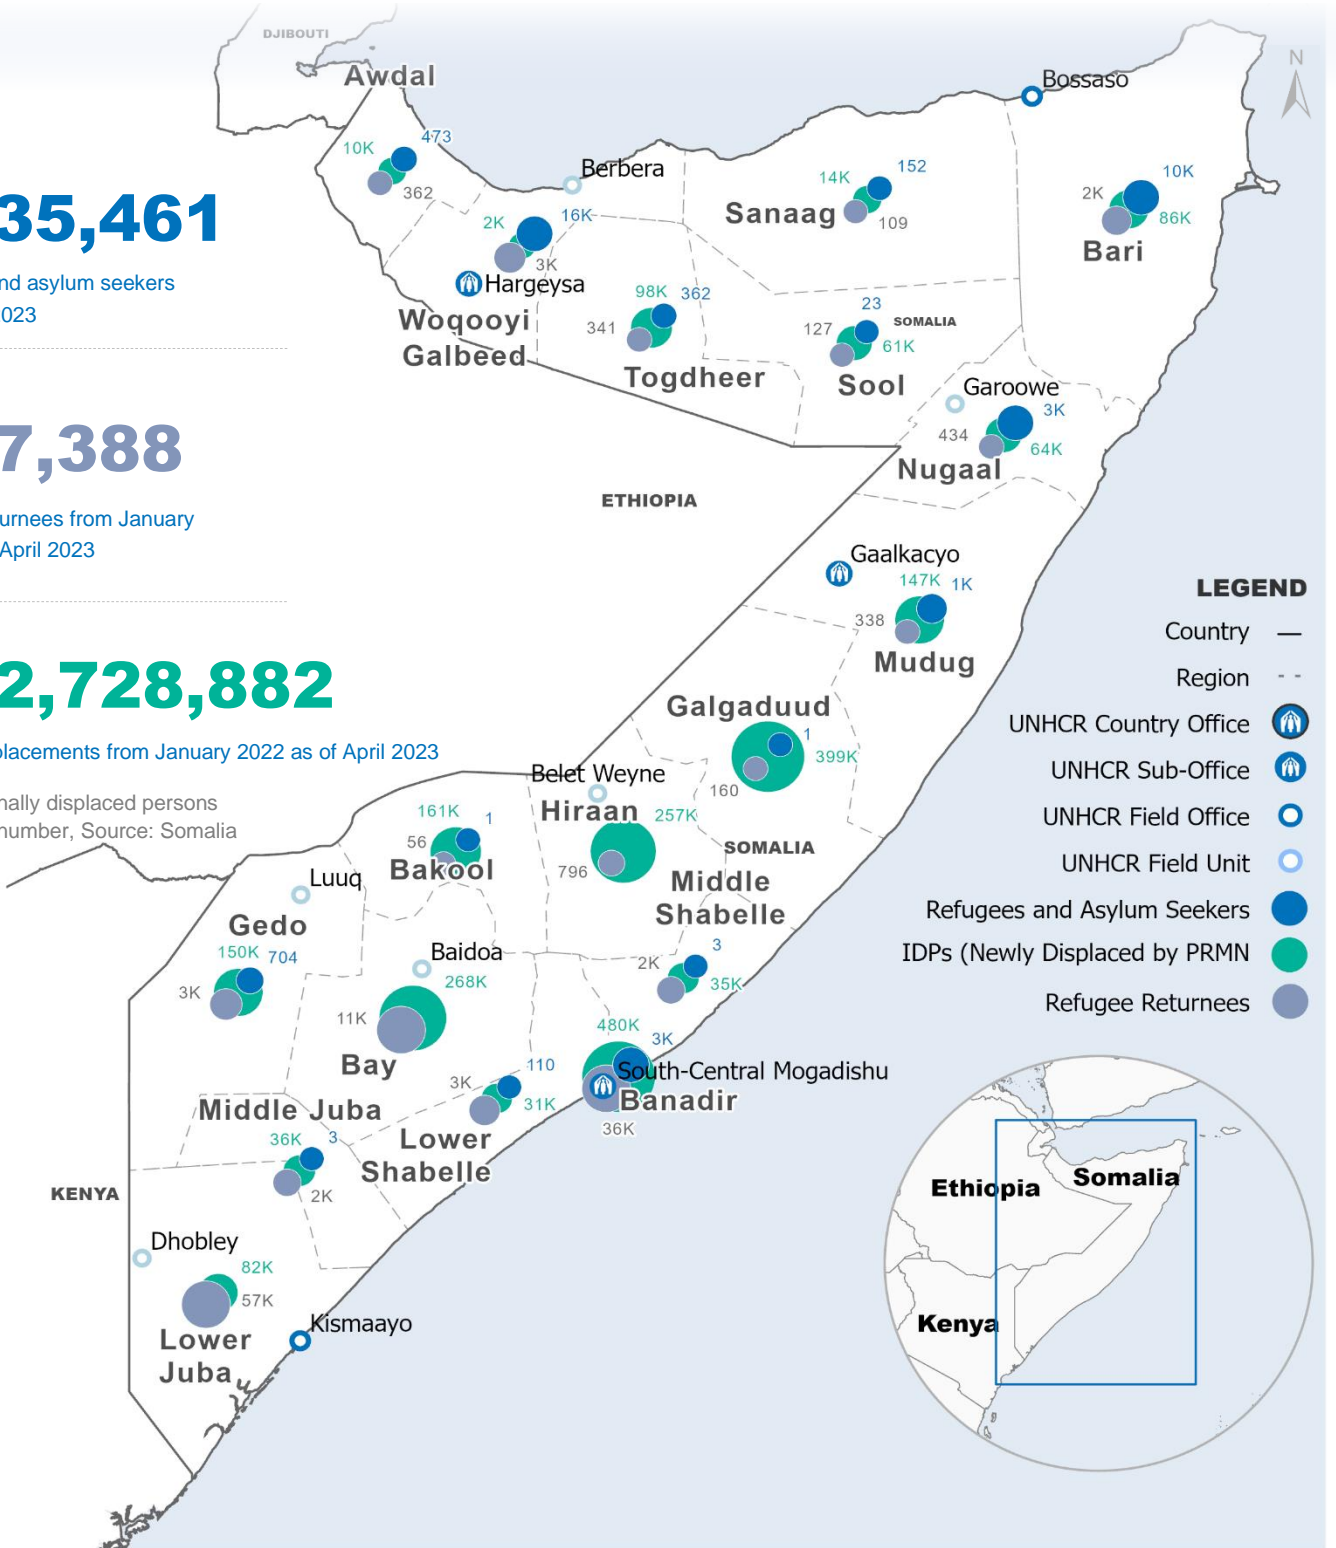 DJIBOUTI
Awdal
N
Bossaso
473
10K
362
Berbera
152
14K
Sanaag
109
10K
2K
86K
Bari
35,461
nd asylum seekers
023
2K
16K
3K
Hargeysa
Woqooyi
Galbeed
98K
362
341
Togdheer
23
SOMALIA
127
61K
Sool
Garoowe
3K
434
64K
Nugaal
7,388
urnees from January
April 2023
ETHIOPIA
Gaalkacyo
147K
1K
338
Mudug
2,728,882
placements from January 2022 as of April 2023
nally displaced persons
number, Source: Somalia
Galgaduud
1
399K
160
Belet Weyne
Hiraan
257K
796
SOMALIA
161K
1
56
Bakool
Middle
Shabelle
3
2K
35K
Luuq
Gedo
150K
704
3K
Baidoa
268K
11K
Bay
480K
3K
South-Central Mogadishu
Banadir
36K
110
3K
31K
Lower
Shabelle
Middle Juba
36K
3
2K
KENYA
Dhobley
82K
57K
Lower
Juba
Kismaayo
LEGEND
Country
Region
UNHCR Country Office
UNHCR Sub-Office
UNHCR Field Office
UNHCR Field Unit
Refugees and Asylum Seekers
IDPs (Newly Displaced by PRMN
Refugee Returnees
Ethiopia
Somalia
Kenya